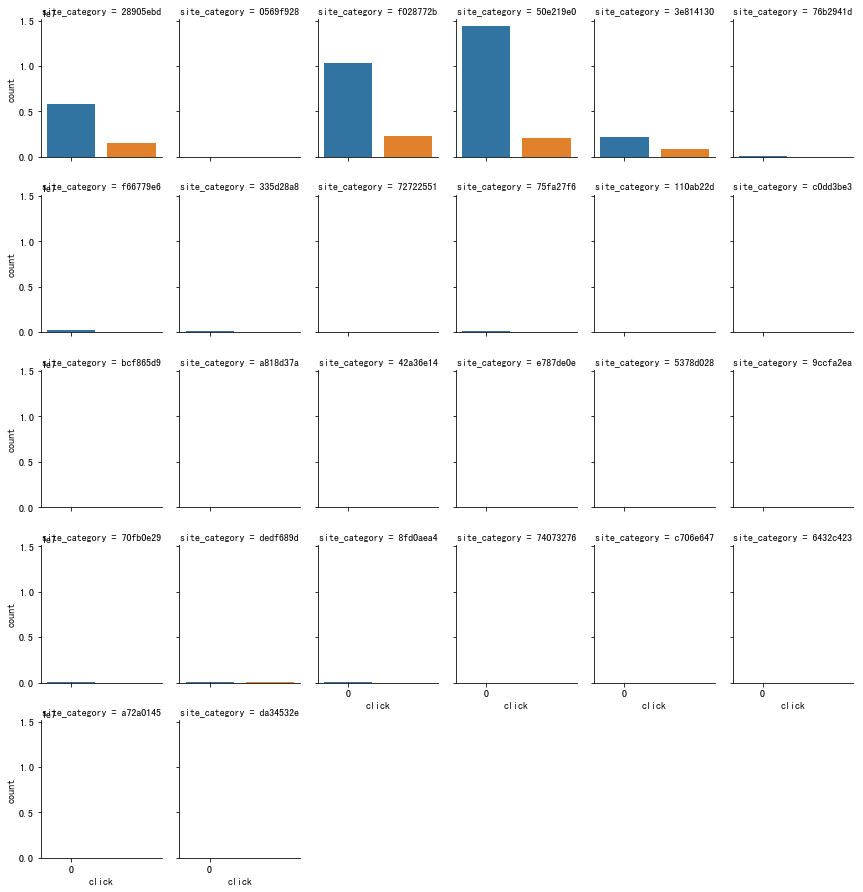 site_category = 28905ebd site_category = 0569f928 site_category = f028772b site_category = 50e219e0 site_category = 3e814130 site_category = 76b2941d
1e7
1.5
1.0
count
0.5
0.0
site_category = f66779e6 site_category = 335d28a8 site_category = 72722551 site_category = 75fa27f6 site_category = 110ab22d site_category = c0dd3be3
1e7
1.5
1.0
count
0.5
0.0
site_category = bcf865d9 site_category = a818d37a site_category = 42a36e14 site_category = e787de0e site_category = 5378d028 site_category = 9ccfa2ea
1e7
1.5
1.0
count
0.5
0.0
site_category = 70fb0e29 site_category = dedf689d site_category = 8fd0aea4 site_category = 74073276 site_category = c706e647 site_category = 6432c423
1e7
1.5
1.0
count
0.5
0.0
0 0 0 0
click click click click
site_category = a72a0145 site_category = da34532e
1e7
1.5
1.0
count
0.5
0.0
0 0
click click